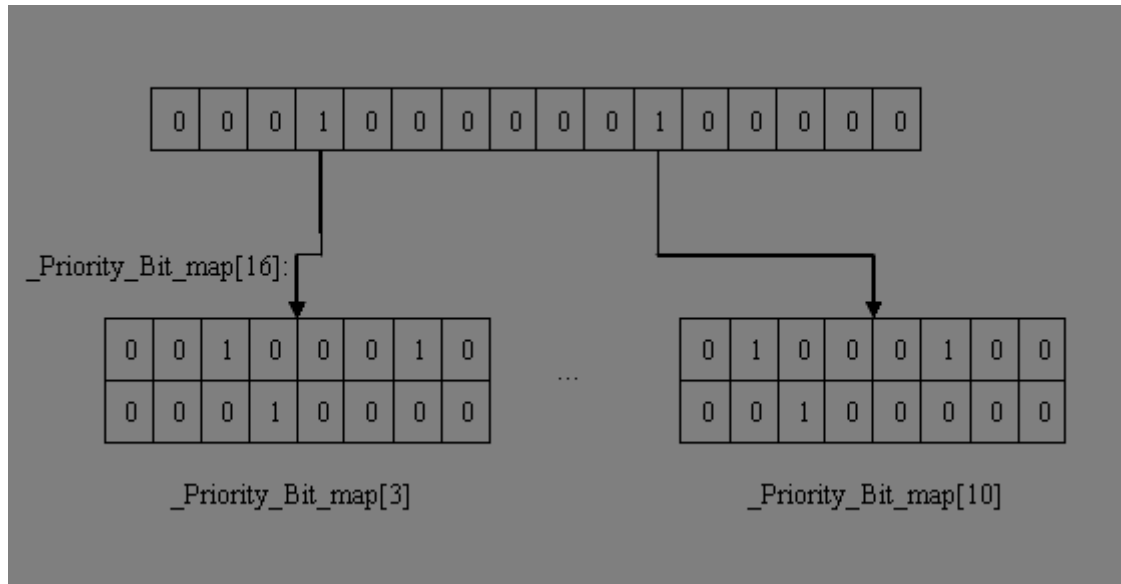 0 0 0 1 0 0 0 0 0 0 1 0 0 0 0 0
_Priority_Bit_map[16]:
0 0 1 0 0 0 1 0
0 1 0 0 0 1 0 0
...
0 0 0 1 0 0 0 0
0 0 1 0 0 0 0 0
_Priority_Bit_map[3]
_Priority_Bit_map[10]